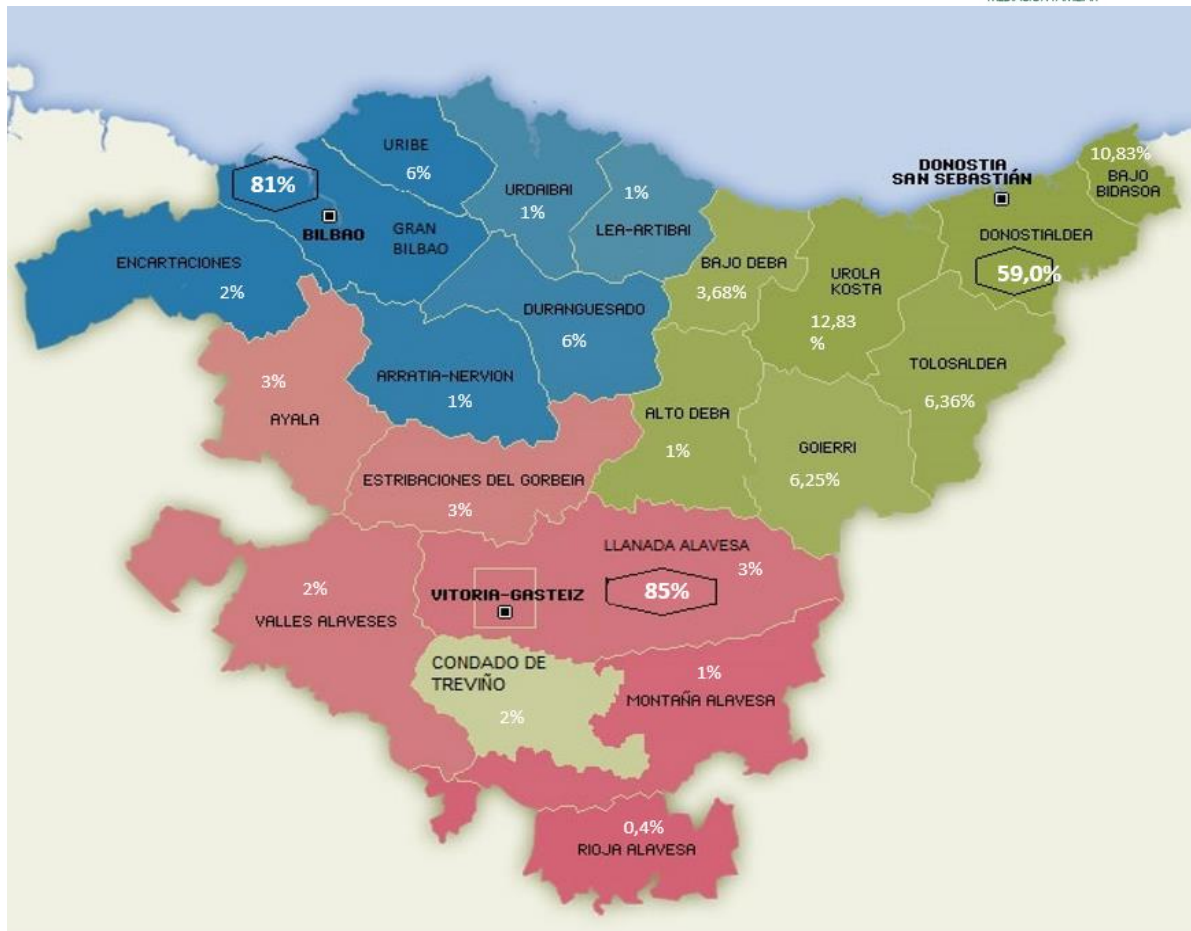 URIBE
6%
81%
BILBAO
GRAN
BILBAO
URDAIBAI
1%
1%
LEA-ARTIBAI
ENCARTACIONES
2%
DURANGUESADO
6%
ARRATIA-NERVION
1%
BAJO DEBA
3,68%
UROLA
KOSTA
12,83
%
DONOSTIA
SAN SEBASTIÁN
10,83%
BAJO
BIDASOA
DONOSTIALDEA
59,0%
TOLOSALDEA
6,36%
ALTO DEBA
1%
GOIERRI
6,25%
3%
AYALA
ESTRIBACIONES DEL GORBEIA
3%
LLANADA ALAVESA
3%
85%
VITORIA-GASTEIZ
2%
VALLES ALAVESES
CONDADO DE
TREVIÑO
2%
1%
MONTAÑA ALAVESA
0,4%
RIOJA ALAVESA